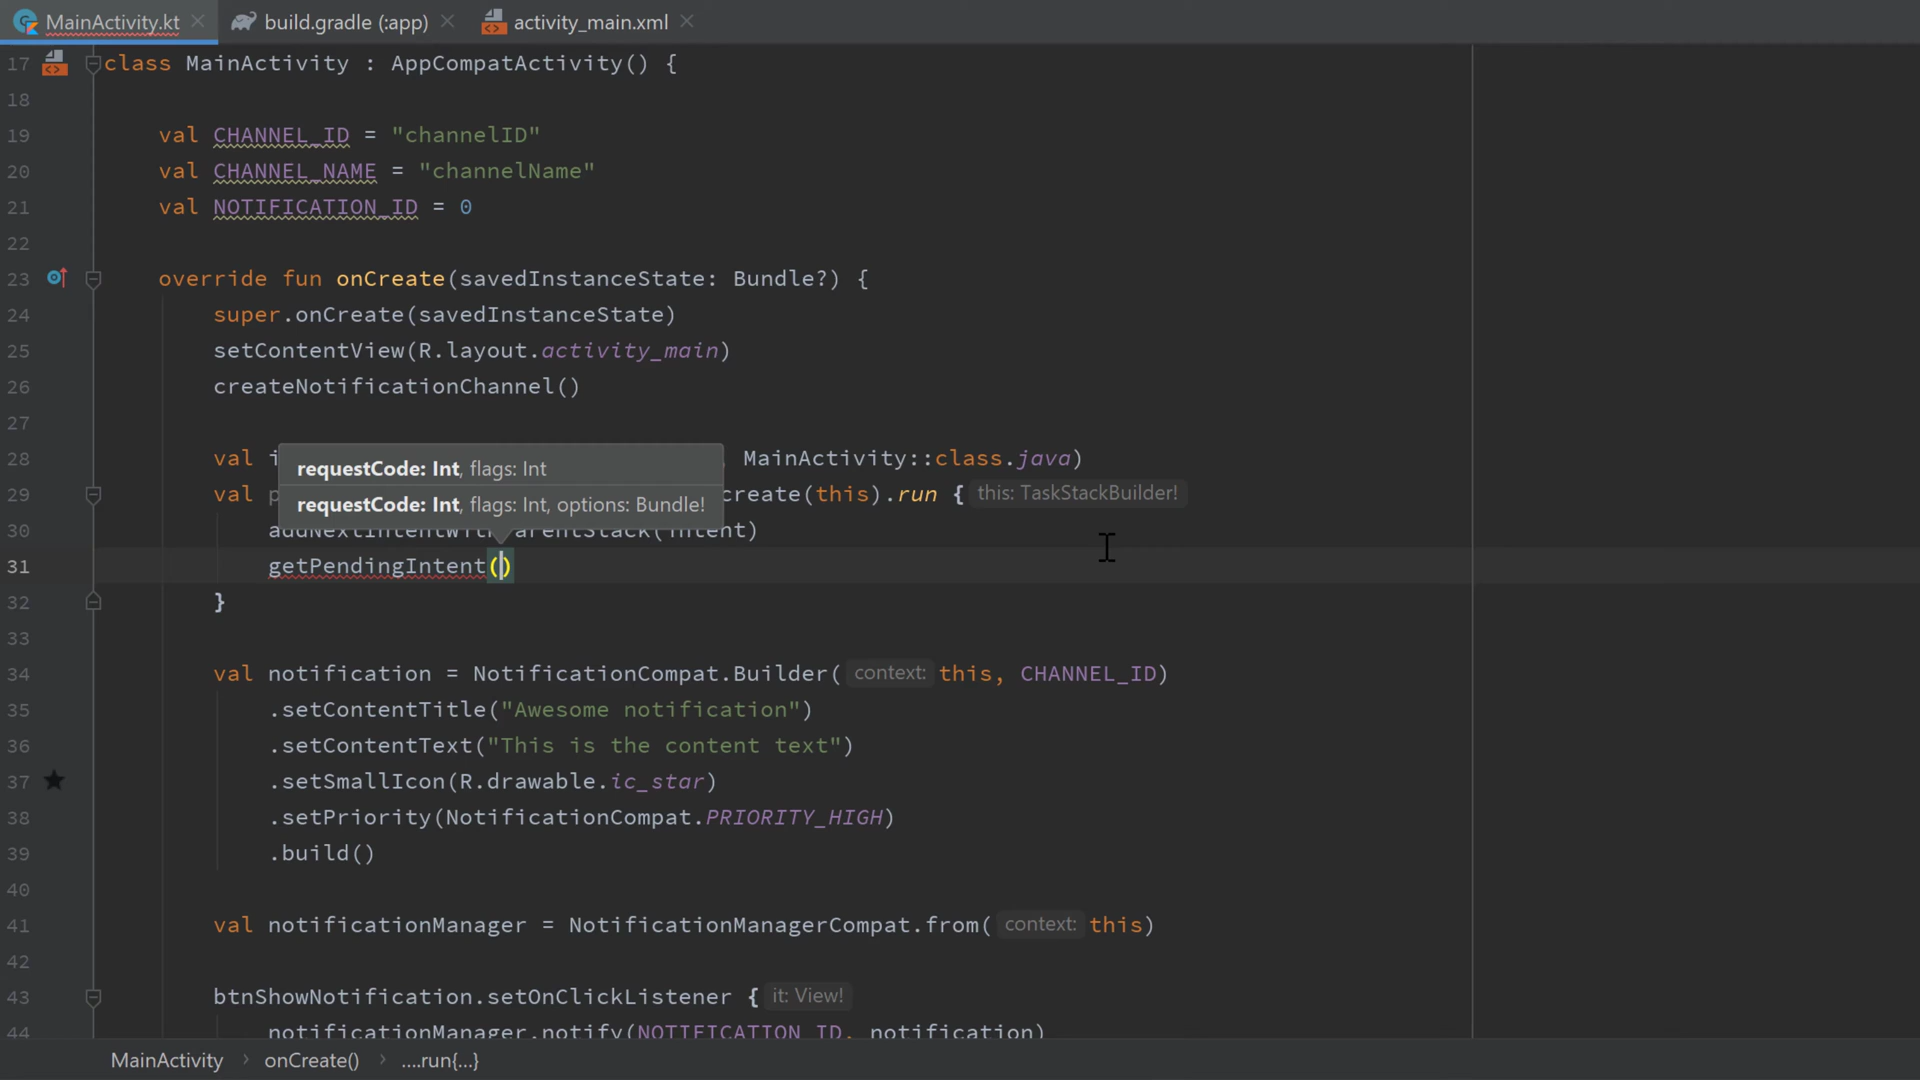 MainActivity.kt build.gradle (:app) activity_main.xml
17 class MainActivity : AppCompatActivity() {
18
19 val CHANNEL_ID = "channelID"
20 val CHANNEL_NAME = "channelName"
21 val NOTIFICATION_ID = 0
22
23 override fun onCreate(savedInstanceState: Bundle?) {
24 super.onCreate(savedInstanceState)
25 setContentView(R.layout.activity_main)
26 createNotificationChannel()
27
28 val MainActivity::class.java)
requestCode: Int, flags: Int
29 val create(this).run { this: TaskStackBuilder!
requestCode: Int, flags: Int, options: Bundle!
30 addNextIntentWithParentStack(intent)
31 getPendingIntent()
32 }
33
34 val notification = NotificationCompat.Builder( context: this, CHANNEL_ID)
35 .setContentTitle("Awesome notification")
36 .setContentText("This is the content text")
37 .setSmallIcon(R.drawable.ic_star)
38 .setPriority(NotificationCompat.PRIORITY_HIGH)
39 .build()
40
41 val notificationManager = NotificationManagerCompat.from( context: this)
42
43 btnShowNotification.setOnClickListener { it: View!
44 notificationManager.notify(NOTIFICATION_ID, notification)
MainActivity › onCreate() › ....run{...}